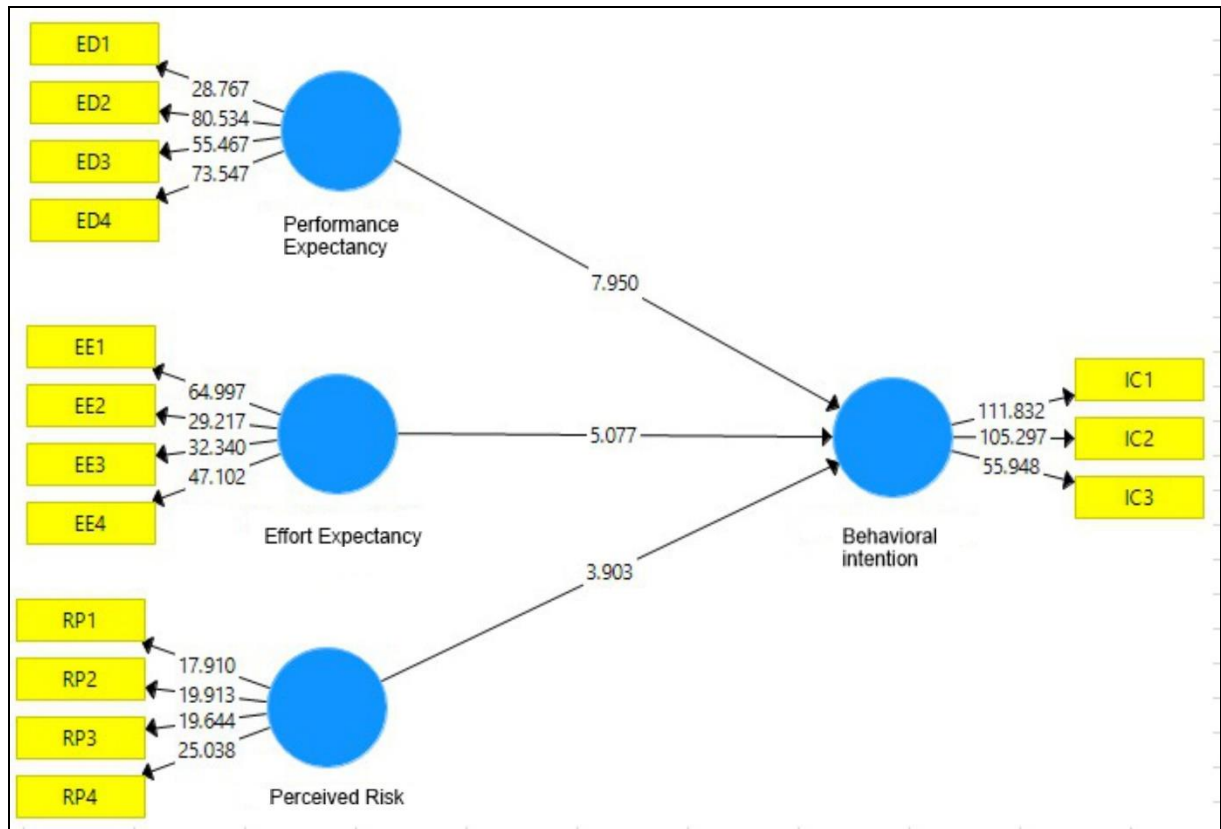 ED1
28.767
ED2
80.534
55.467
ED3
73.547
ED4
Performance
Expectancy
7.950
EE1
64.997
EE2
29.217
32.340
EE3
47.102
EE4
Effort Expectancy
5.077
IC1
111.832
105.297
IC2
55.948
IC3
Behavioral
intention
3.903
RP1
17.910
RP2
19.913
19.644
RP3
25.038
RP4
Perceived Risk